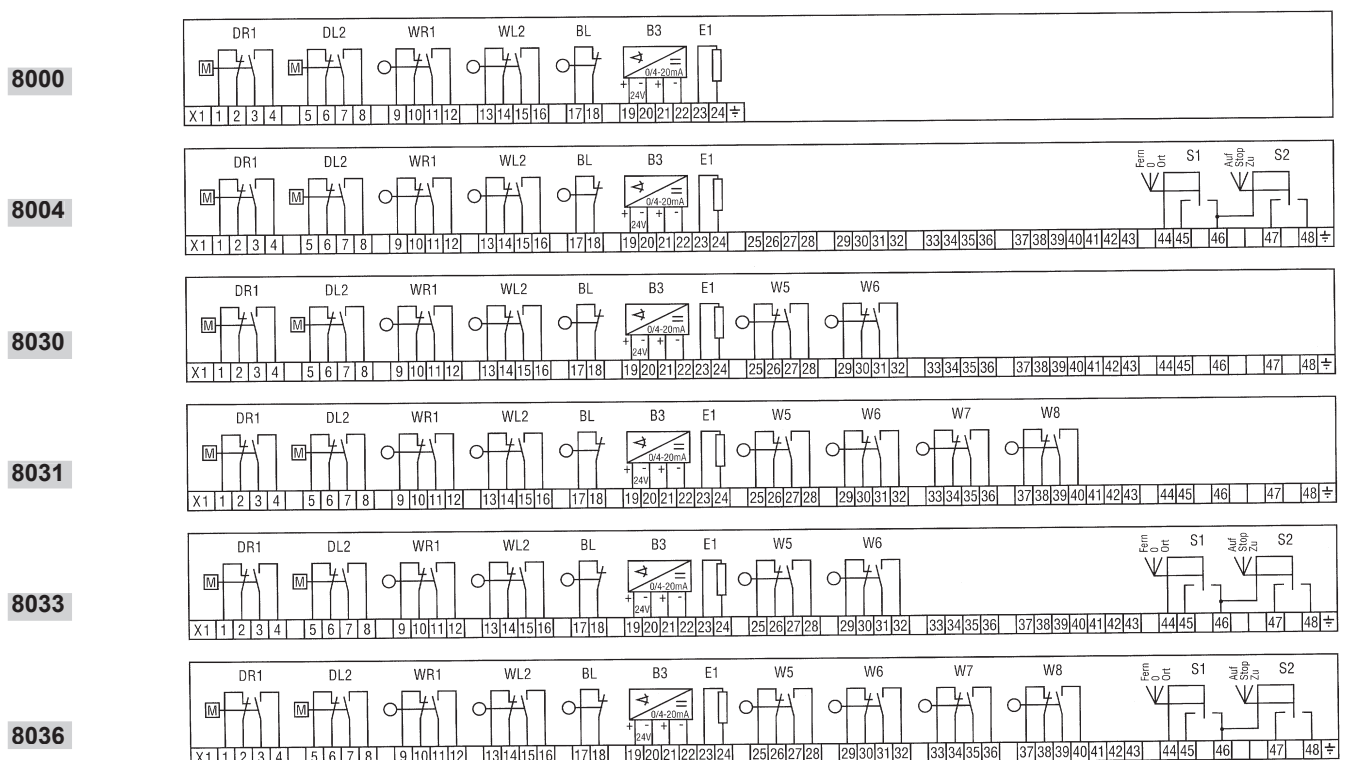 DR1 DL2 WR1 WL2 BL B3 E1
8000
M M 0/4-20mA
+ - + -
24V
X1 1 2 3 4 5 6 7 8 9 10 11 12 13 14 15 16 17 18 19 20 21 22 23 24
DR1 DL2 WR1 WL2 BL B3 E1 Fern 0 Ort S1 Auf Stop Zu S2
8004
M M 0/4-20mA
+ - + -
24V
X1 1 2 3 4 5 6 7 8 9 10 11 12 13 14 15 16 17 18 19 20 21 22 23 24 25 26 27 28 29 30 31 32 33 34 35 36 37 38 39 40 41 42 43 44 45 46 47 48
DR1 DL2 WR1 WL2 BL B3 E1 W5 W6
8030
M M 0/4-20mA
+ - + -
24V
X1 1 2 3 4 5 6 7 8 9 10 11 12 13 14 15 16 17 18 19 20 21 22 23 24 25 26 27 28 29 30 31 32 33 34 35 36 37 38 39 40 41 42 43 44 45 46 47 48
DR1 DL2 WR1 WL2 BL B3 E1 W5 W6 W7 W8
8031
M M 0/4-20mA
+ - + -
24V
X1 1 2 3 4 5 6 7 8 9 10 11 12 13 14 15 16 17 18 19 20 21 22 23 24 25 26 27 28 29 30 31 32 33 34 35 36 37 38 39 40 41 42 43 44 45 46 47 48
DR1 DL2 WR1 WL2 BL B3 E1 W5 W6 Fern 0 Ort S1 Auf Stop Zu S2
8033
M M 0/4-20mA
+ - + -
24V
X1 1 2 3 4 5 6 7 8 9 10 11 12 13 14 15 16 17 18 19 20 21 22 23 24 25 26 27 28 29 30 31 32 33 34 35 36 37 38 39 40 41 42 43 44 45 46 47 48
DR1 DL2 WR1 WL2 BL B3 E1 W5 W6 W7 W8 Fern 0 Ort S1 Auf Stop Zu S2
8036
M M 0/4-20mA
+ - + -
24V
X1 1 2 3 4 5 6 7 8 9 10 11 12 13 14 15 16 17 18 19 20 21 22 23 24 25 26 27 28 29 30 31 32 33 34 35 36 37 38 39 40 41 42 43 44 45 46 47 48